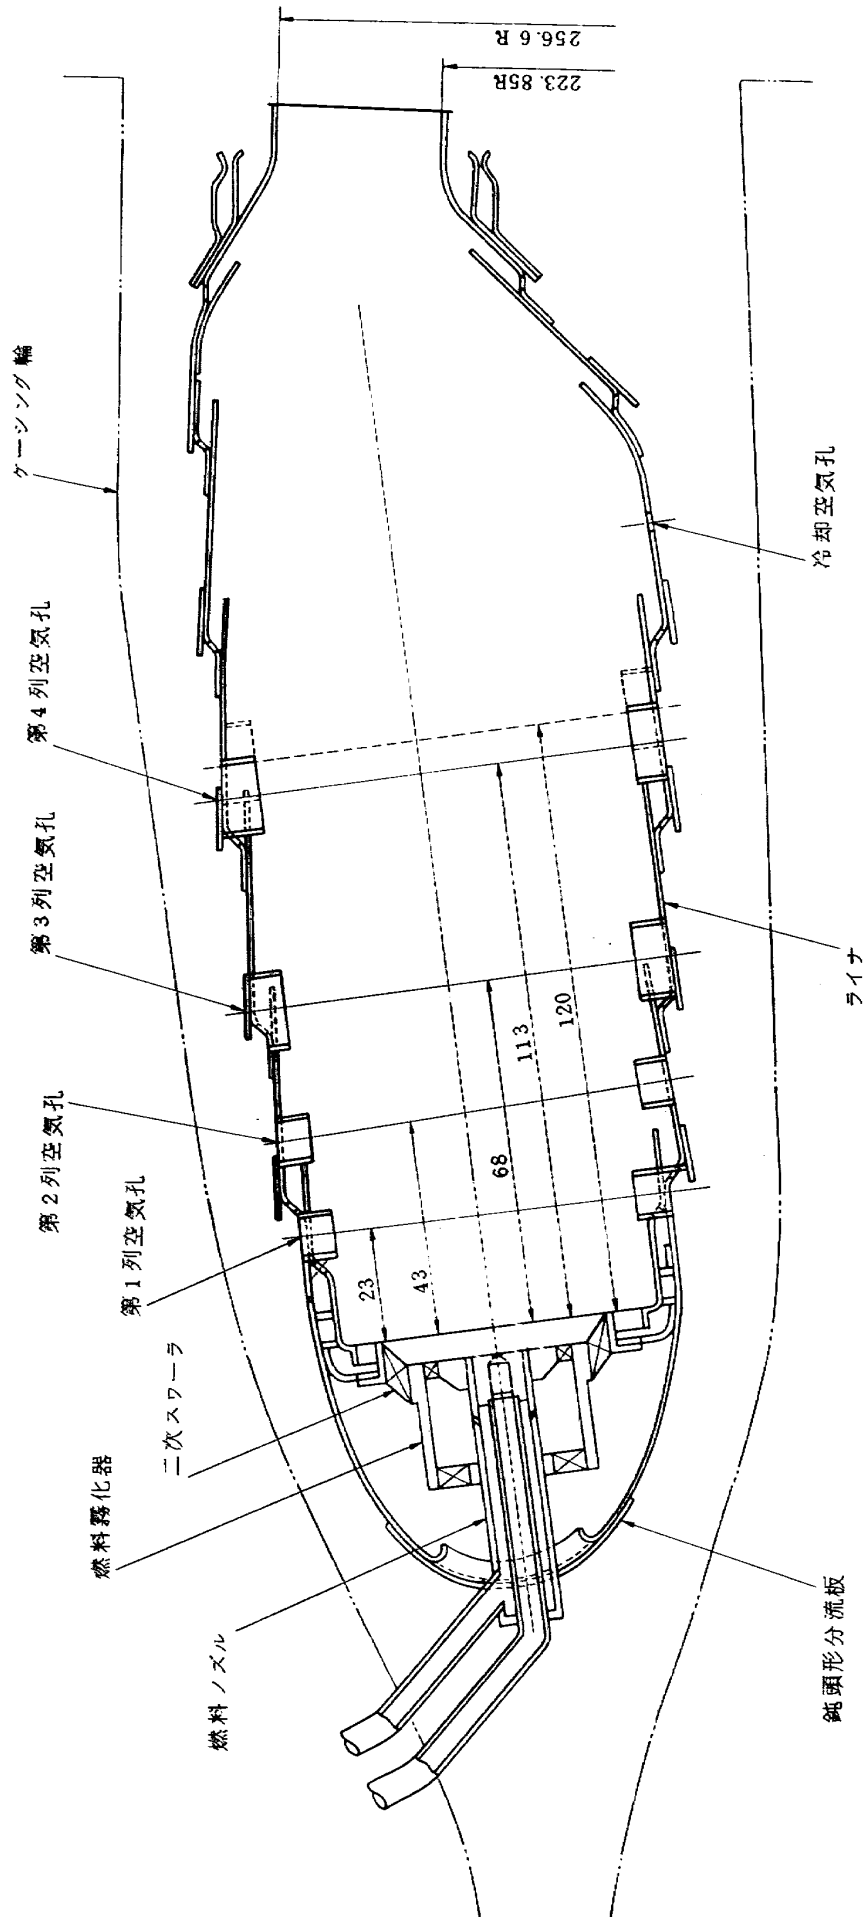 256.6 R
223.85R
ケーシング輪
第4列空気孔
第3列空気孔
第2列空気孔
第1列空気孔
二次スワーラ
燃料霧化器
燃料ノズル
鈍頭形分流板
ライナ
冷却空気孔
23
43
68
113
120